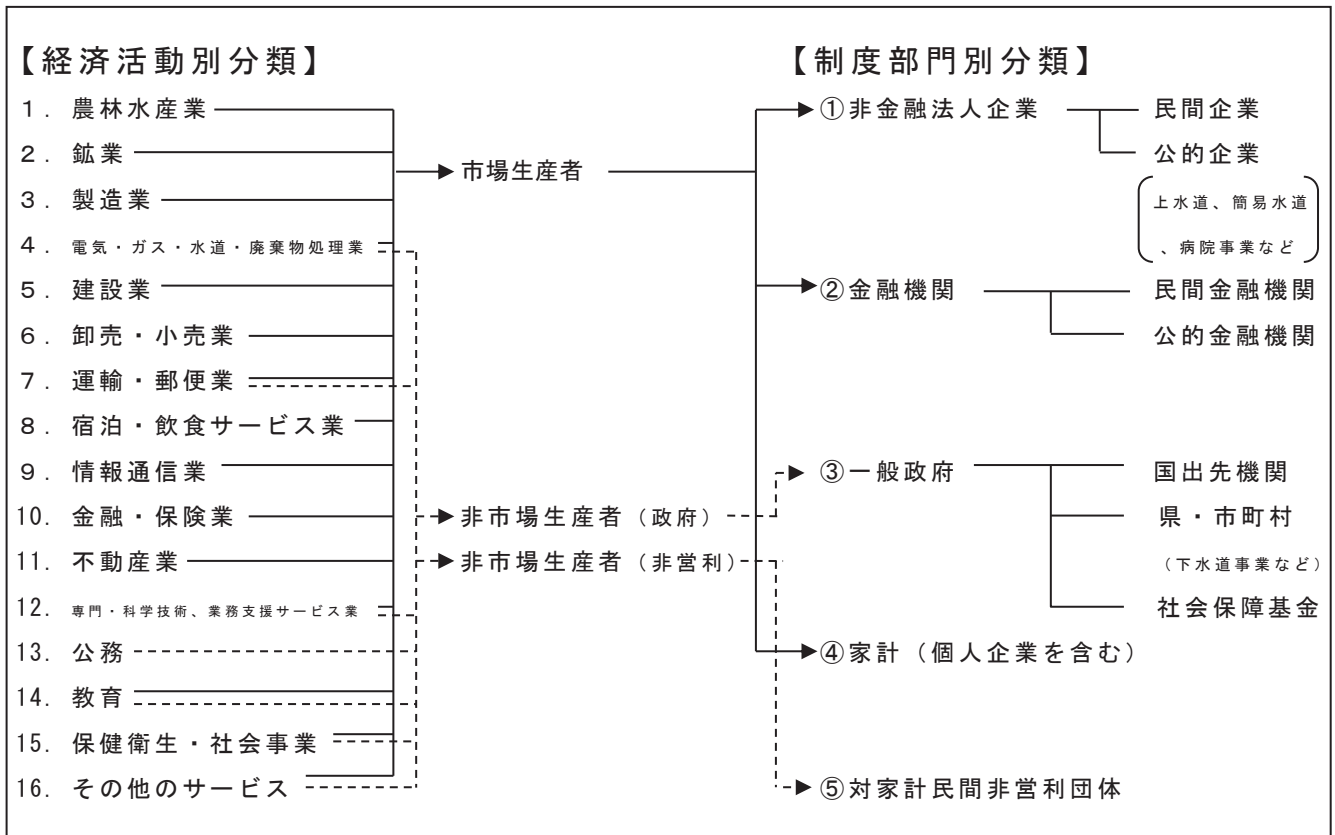 【経済活動別分類】
1. 農林水産業
2. 鉱業
3. 製造業
4. 電気・ガス・水道・廃棄物処理業
5. 建設業
6. 卸売・小売業
7. 運輸・郵便業
8. 宿泊・飲食サービス業
9. 情報通信業
10. 金融・保険業
11. 不動産業
12. 専門・科学技術、業務支援サービス業
13. 公務
14. 教育
15. 保健衛生・社会事業
16. その他のサービス
市場生産者
非市場生産者（政府）
非市場生産者（非営利）
【制度部門別分類】
①非金融法人企業
民間企業
公的企業
上水道、簡易水道
、病院事業など
②金融機関
民間金融機関
公的金融機関
③一般政府
国出先機関
県・市町村
（下水道事業など）
社会保障基金
④家計（個人企業を含む）
⑤対家計民間非営利団体